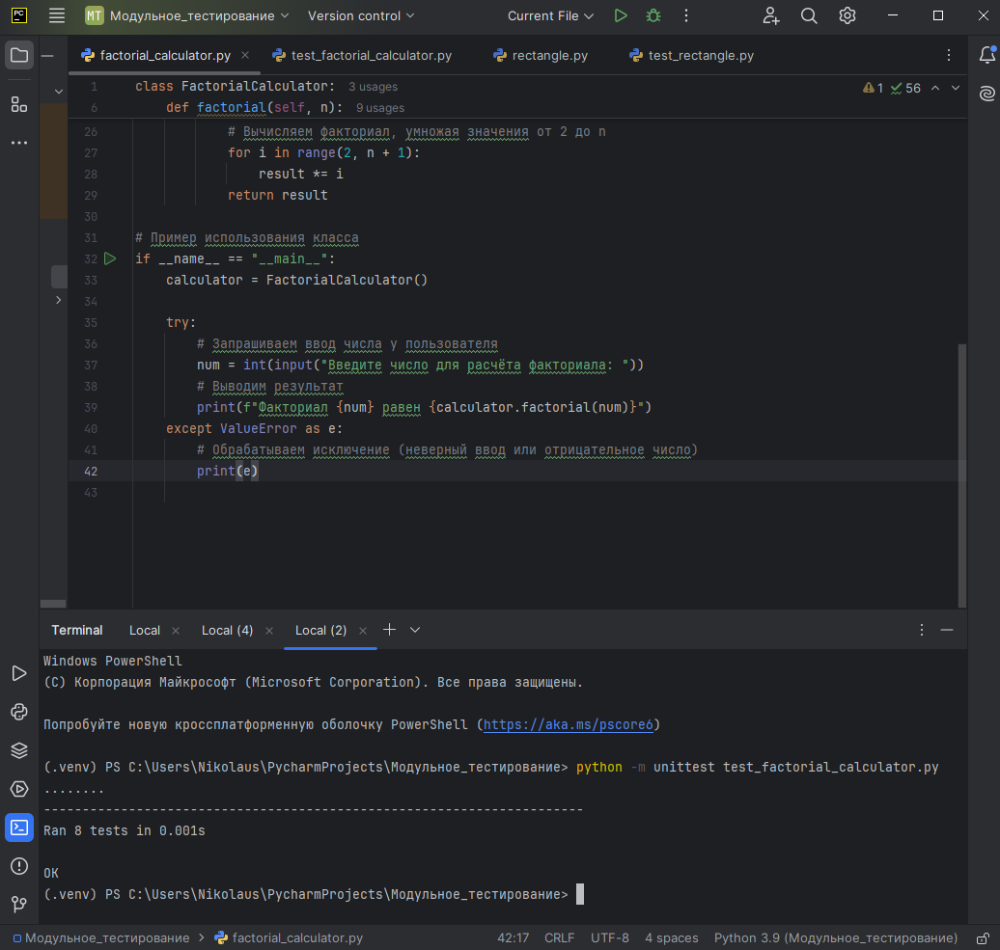 PC MT Модульное_тестирование Version control Current File
factorial_calculator.py test_factorial_calculator.py rectangle.py test_rectangle.py
1 class FactorialCalculator: 3 usages 1 56
6 def factorial(self, n): 9 usages
26 # Вычисляем факториал, умножая значения от 2 до n
27 for i in range(2, n + 1):
28 result *= i
29 return result
30
31 # Пример использования класса
32 if __name__ == "__main__":
33 calculator = FactorialCalculator()
34
35 try:
36 # Запрашиваем ввод числа у пользователя
37 num = int(input("Введите число для расчёта факториала: "))
38 # Выводим результат
39 print(f"Факториал {num} равен {calculator.factorial(num)}")
40 except ValueError as e:
41 # Обрабатываем исключение (неверный ввод или отрицательное число)
42 print(e)
43
Terminal Local Local (4) Local (2)
Windows PowerShell
(C) Корпорация Майкрософт (Microsoft Corporation). Все права защищены.
Попробуйте новую кроссплатформенную оболочку PowerShell (https://aka.ms/pscore6)
(.venv) PS C:\Users\Nikolaus\PycharmProjects\Модульное_тестирование> python -m unittest test_factorial_calculator.py
........
----------------------------------------------------------------------
Ran 8 tests in 0.001s
OK
(.venv) PS C:\Users\Nikolaus\PycharmProjects\Модульное_тестирование>
Модульное_тестирование > factorial_calculator.py 42:17 CRLF UTF-8 4 spaces Python 3.9 (Модульное_тестирование)